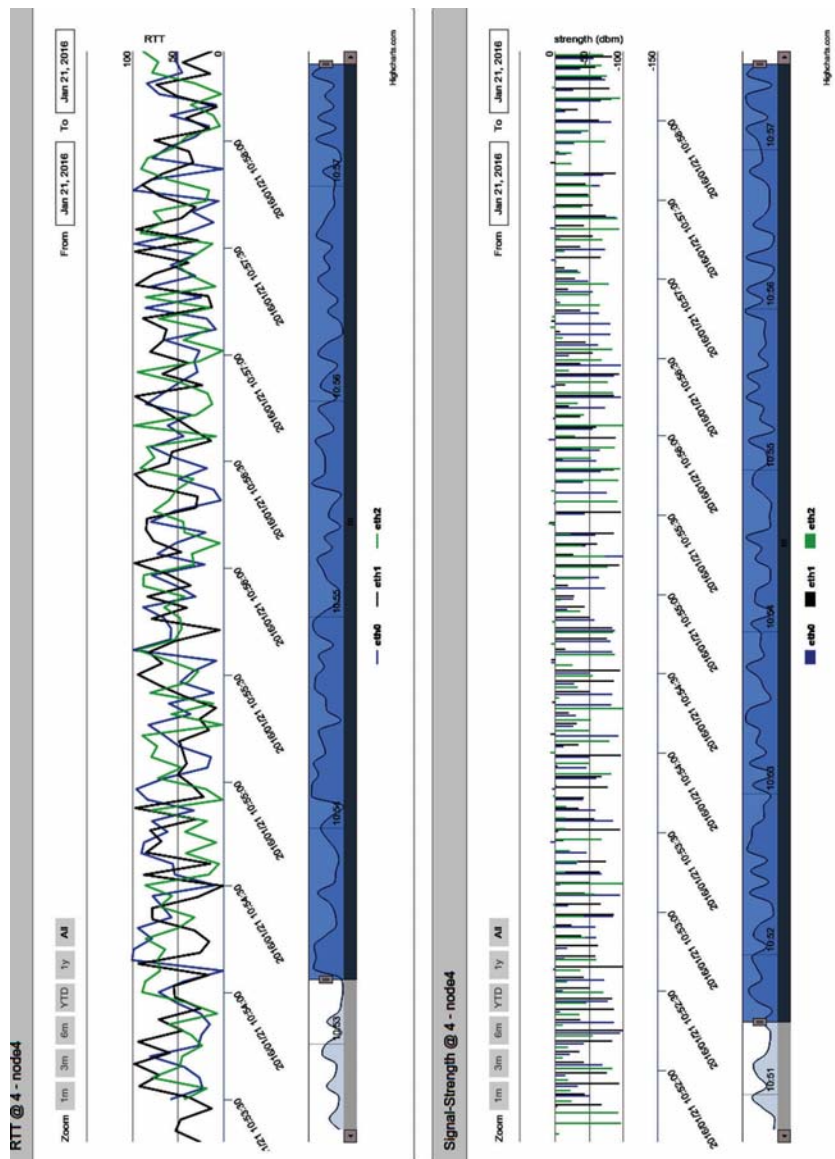 RTT @ 4 - node4
Zoom 1m 3m 6m YTD 1y All From Jan 21, 2016 To Jan 21, 2016
RTT
100
50
0
1/21 10:53:30 2016/01/21 10:54:00 2016/01/21 10:54:30 2016/01/21 10:55:00 2016/01/21 10:55:30 2016/01/21 10:56:00 2016/01/21 10:56:30 2016/01/21 10:57:00 2016/01/21 10:57:30 2016/01/21 10:58:00
10:53 10:54 10:55 10:56 10:57
eth0 eth1 eth2
Highcharts.com
Signal-Strength @ 4 - node4
Zoom 1m 3m 6m YTD 1y All From Jan 21, 2016 To Jan 21, 2016
strength (dbm)
0
-50
-100
-150
2016/01/21 10:52:00 2016/01/21 10:52:30 2016/01/21 10:53:00 2016/01/21 10:53:30 2016/01/21 10:54:00 2016/01/21 10:54:30 2016/01/21 10:55:00 2016/01/21 10:55:30 2016/01/21 10:56:00 2016/01/21 10:56:30 2016/01/21 10:57:00 2016/01/21 10:57:30 2016/01/21 10:58:00
10:51 10:52 10:53 10:54 10:55 10:56 10:57
eth0 eth1 eth2
Highcharts.com